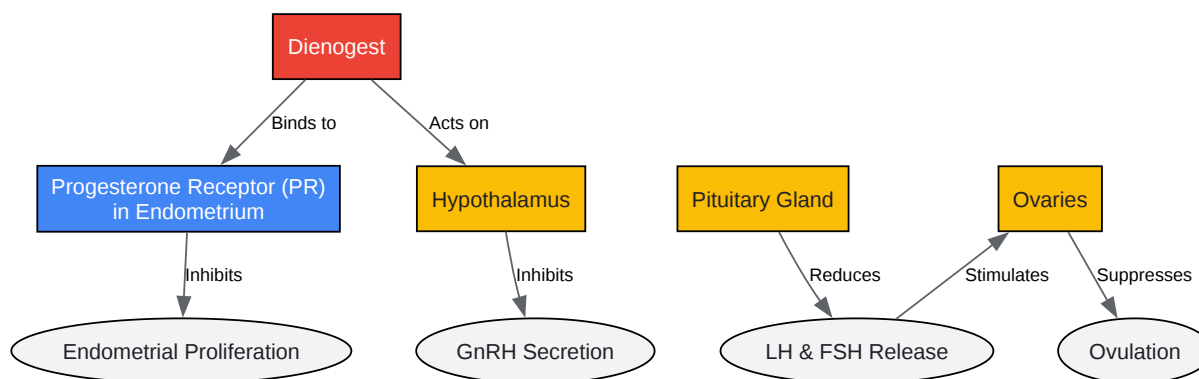 Dienogest
Binds to
Acts on
Progesterone Receptor (PR)
in Endometrium
Hypothalamus
Pituitary Gland
Ovaries
Inhibits
Inhibits
Reduces
Stimulates
Suppresses
Endometrial Proliferation
GnRH Secretion
LH & FSH Release
Ovulation